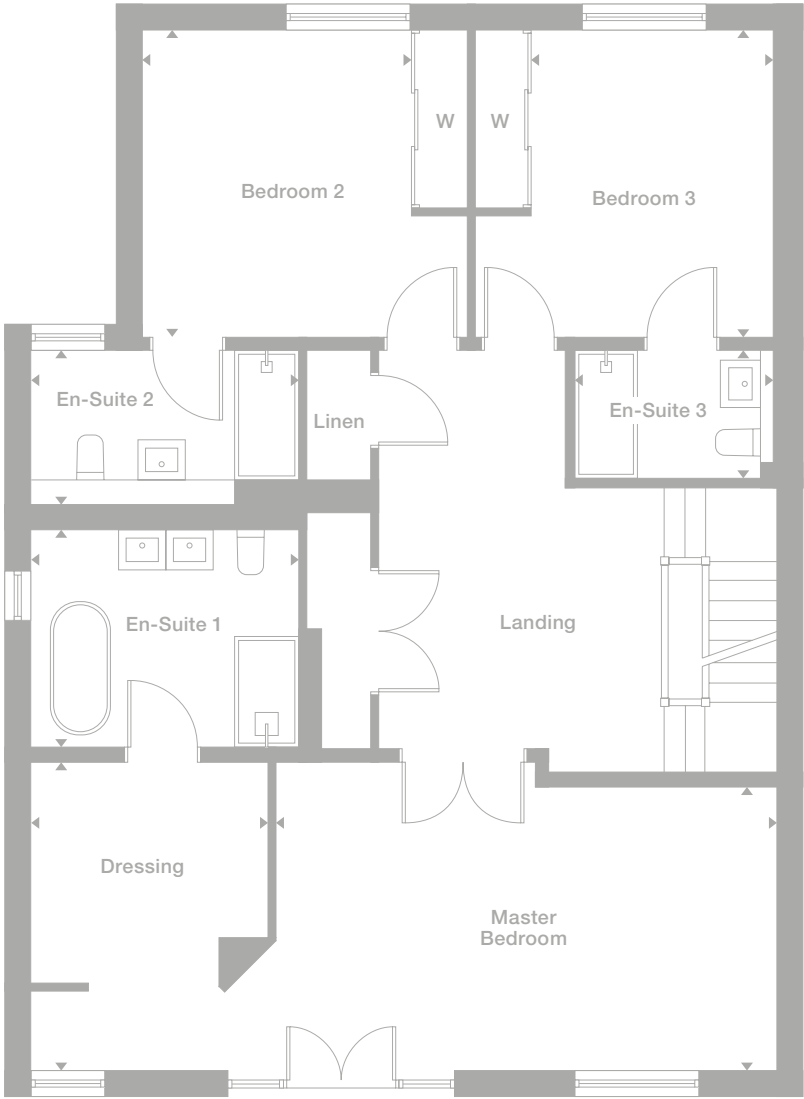 W
W
Bedroom 2
Bedroom 3
En-Suite 2
En-Suite 3
Linen
En-Suite 1
Landing
Dressing
Master
Bedroom